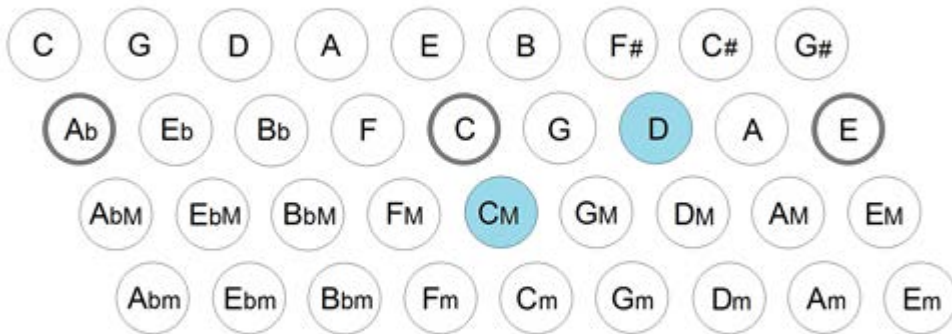 C G D A E B F# C# G#
Ab Eb Bb F C G D A E
AbM EbM BbM FM CM GM DM AM EM
Abm Ebm Bbm Fm Cm Gm Dm Am Em